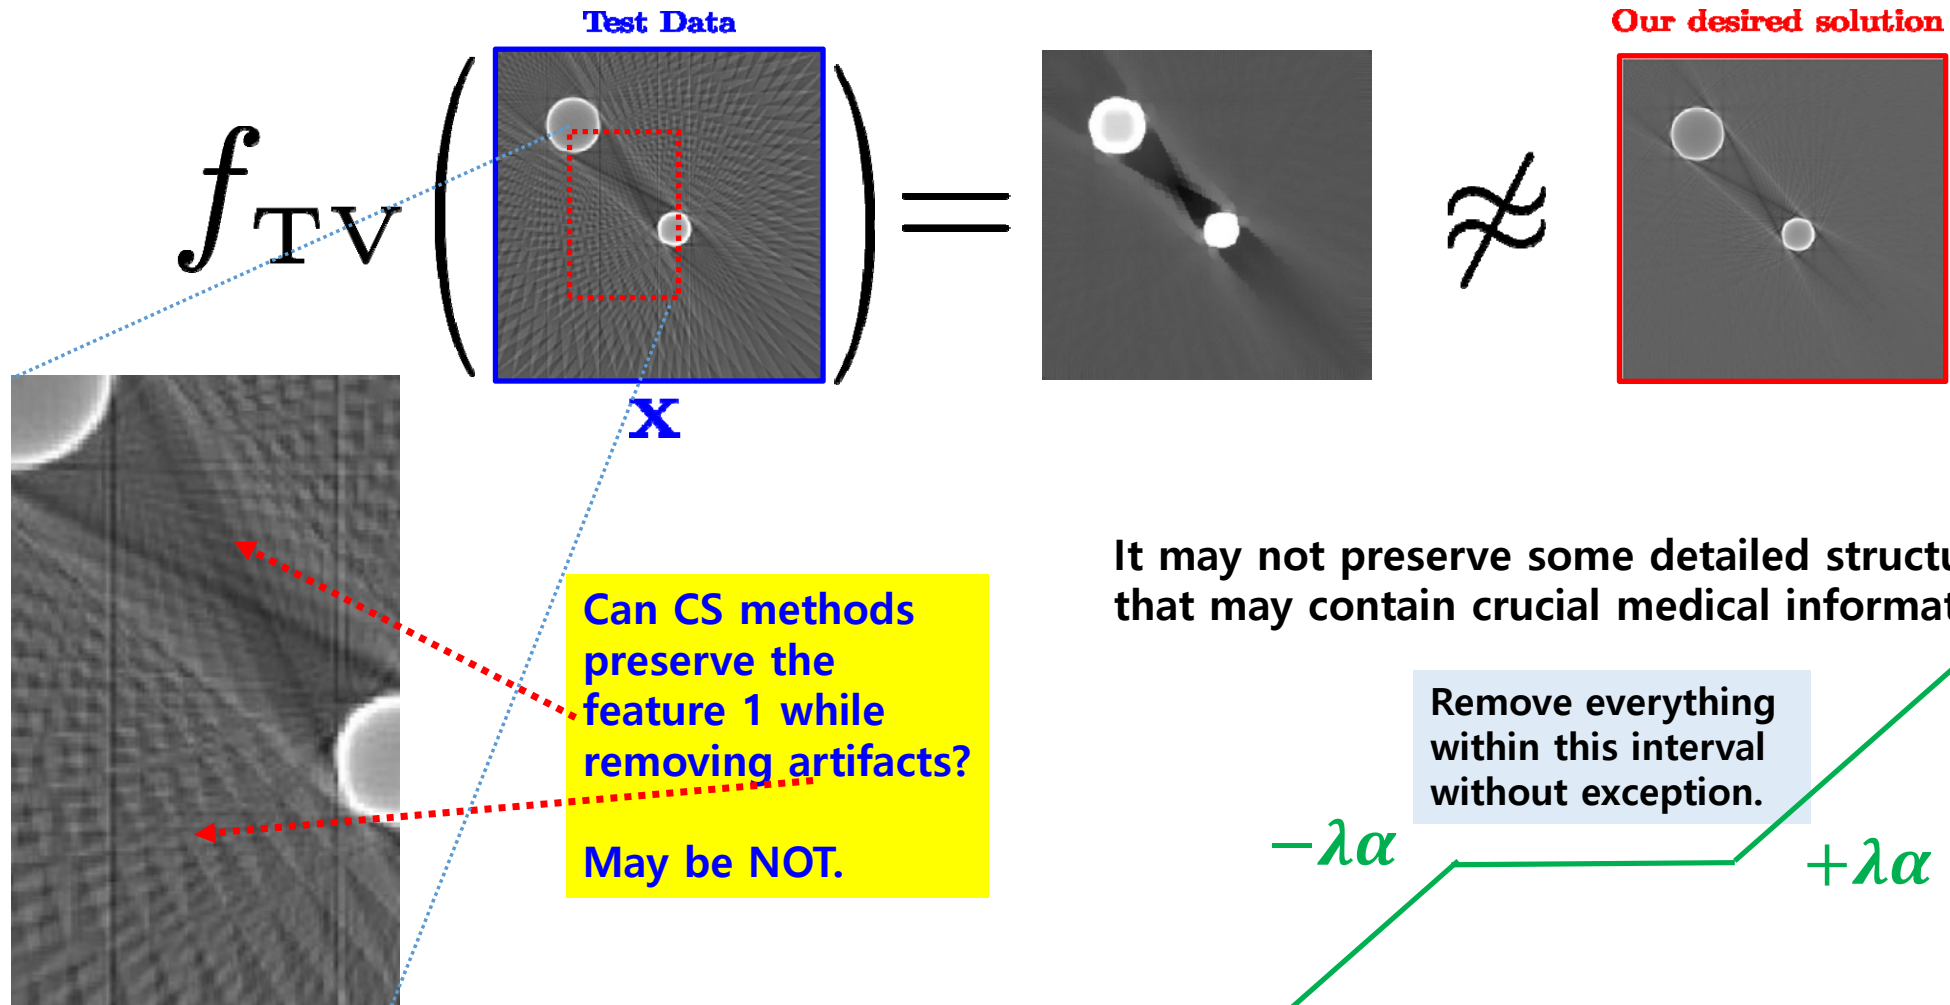 Test Data
Our desired solution
f_TV ( ) = ≉
x
Can CS methods
preserve the
feature 1 while
removing artifacts?
May be NOT.
It may not preserve some detailed structu
that may contain crucial medical informat
Remove everything
within this interval
without exception.
−λα
+λα